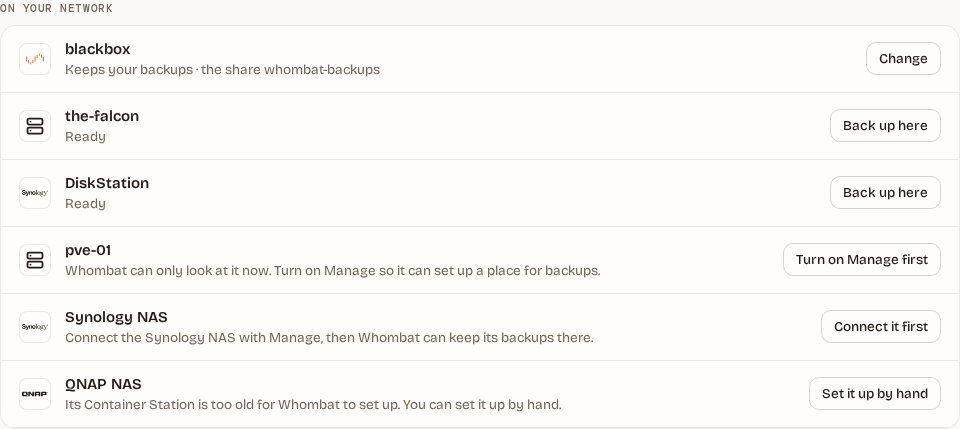 ON YOUR NETWORK
blackbox
Keeps your backups · the share whombat-backups
Change
the-falcon
Ready
Back up here
Synology
DiskStation
Ready
Back up here
pve-01
Whombat can only look at it now. Turn on Manage so it can set up a place for backups.
Turn on Manage first
Synology
Synology NAS
Connect the Synology NAS with Manage, then Whombat can keep its backups there.
Connect it first
QNAP
QNAP NAS
Its Container Station is too old for Whombat to set up. You can set it up by hand.
Set it up by hand